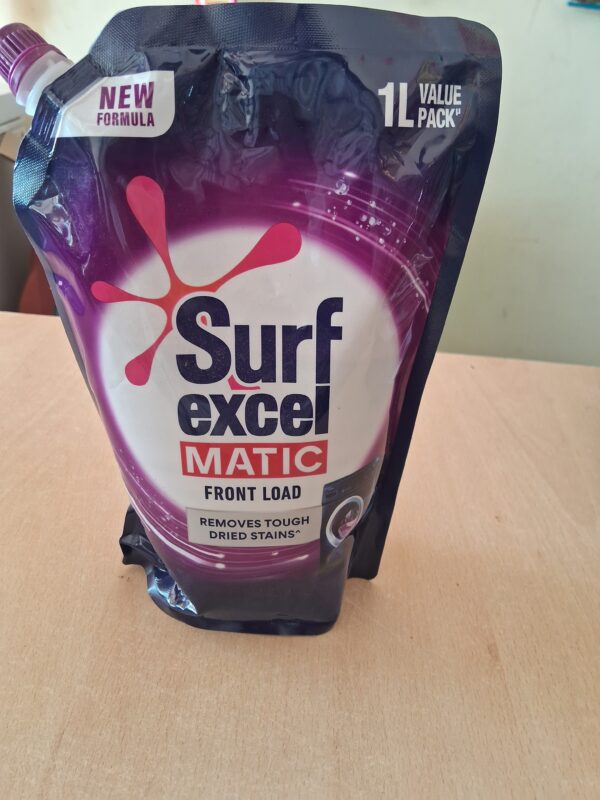 NEW
FORMULA
1L VALUE
PACK"
Surf
excel
MATIC
FRONT LOAD
REMOVES TOUGH
DRIED STAINS^